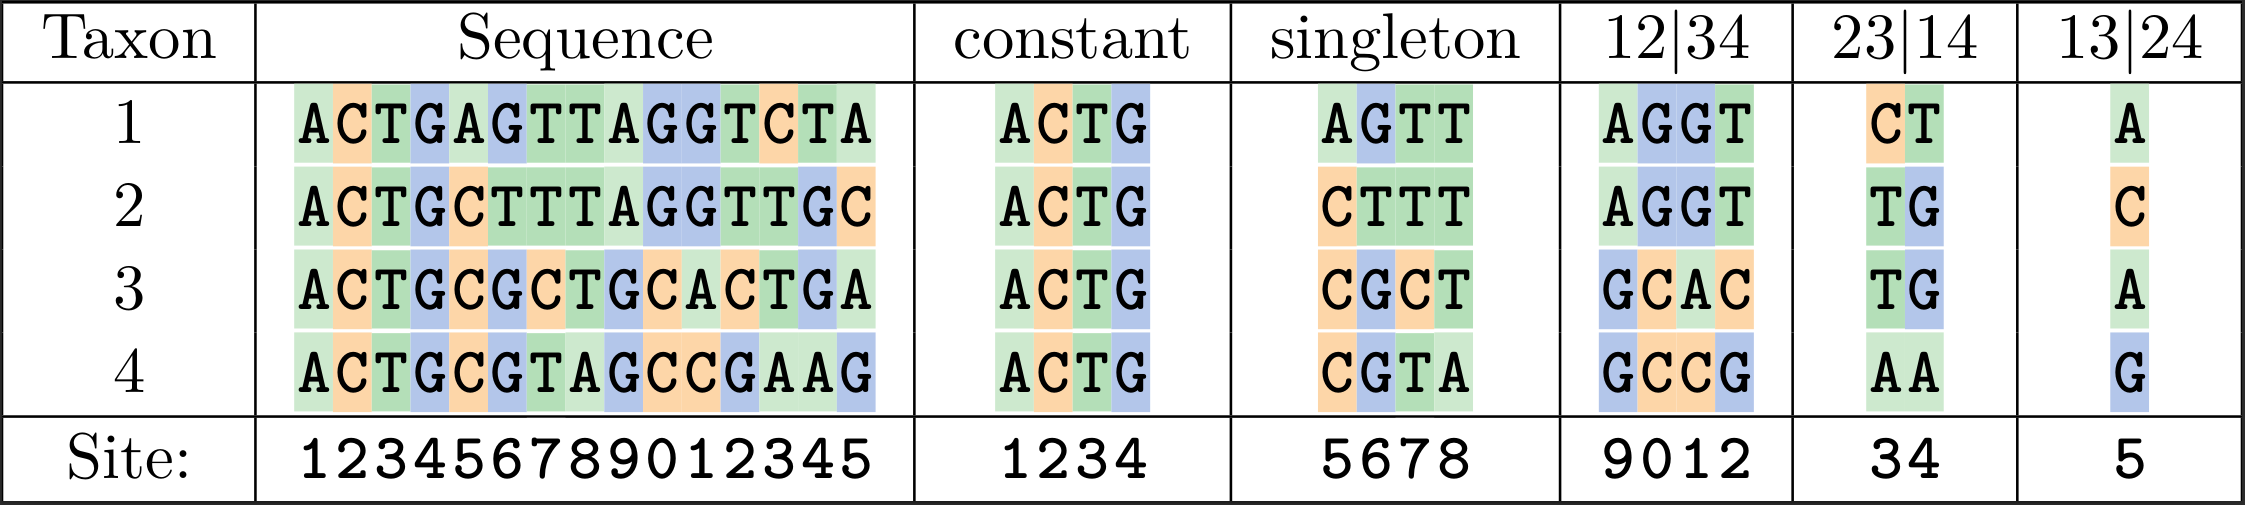 Taxon Sequence constant singleton 12|34 23|14 13|24
1 ACTGAGTTAGGTCTA ACTG AGTT AGGT CT A
2 ACTGCTTTAGGTTGC ACTG CTTT AGGT TG C
3 ACTGCGCTGCACTGA ACTG CGCT GCAC TG A
4 ACTGCGTAGCCGAAG ACTG CGTA GCCG AA G
Site: 123456789012345 1234 5678 9012 34 5